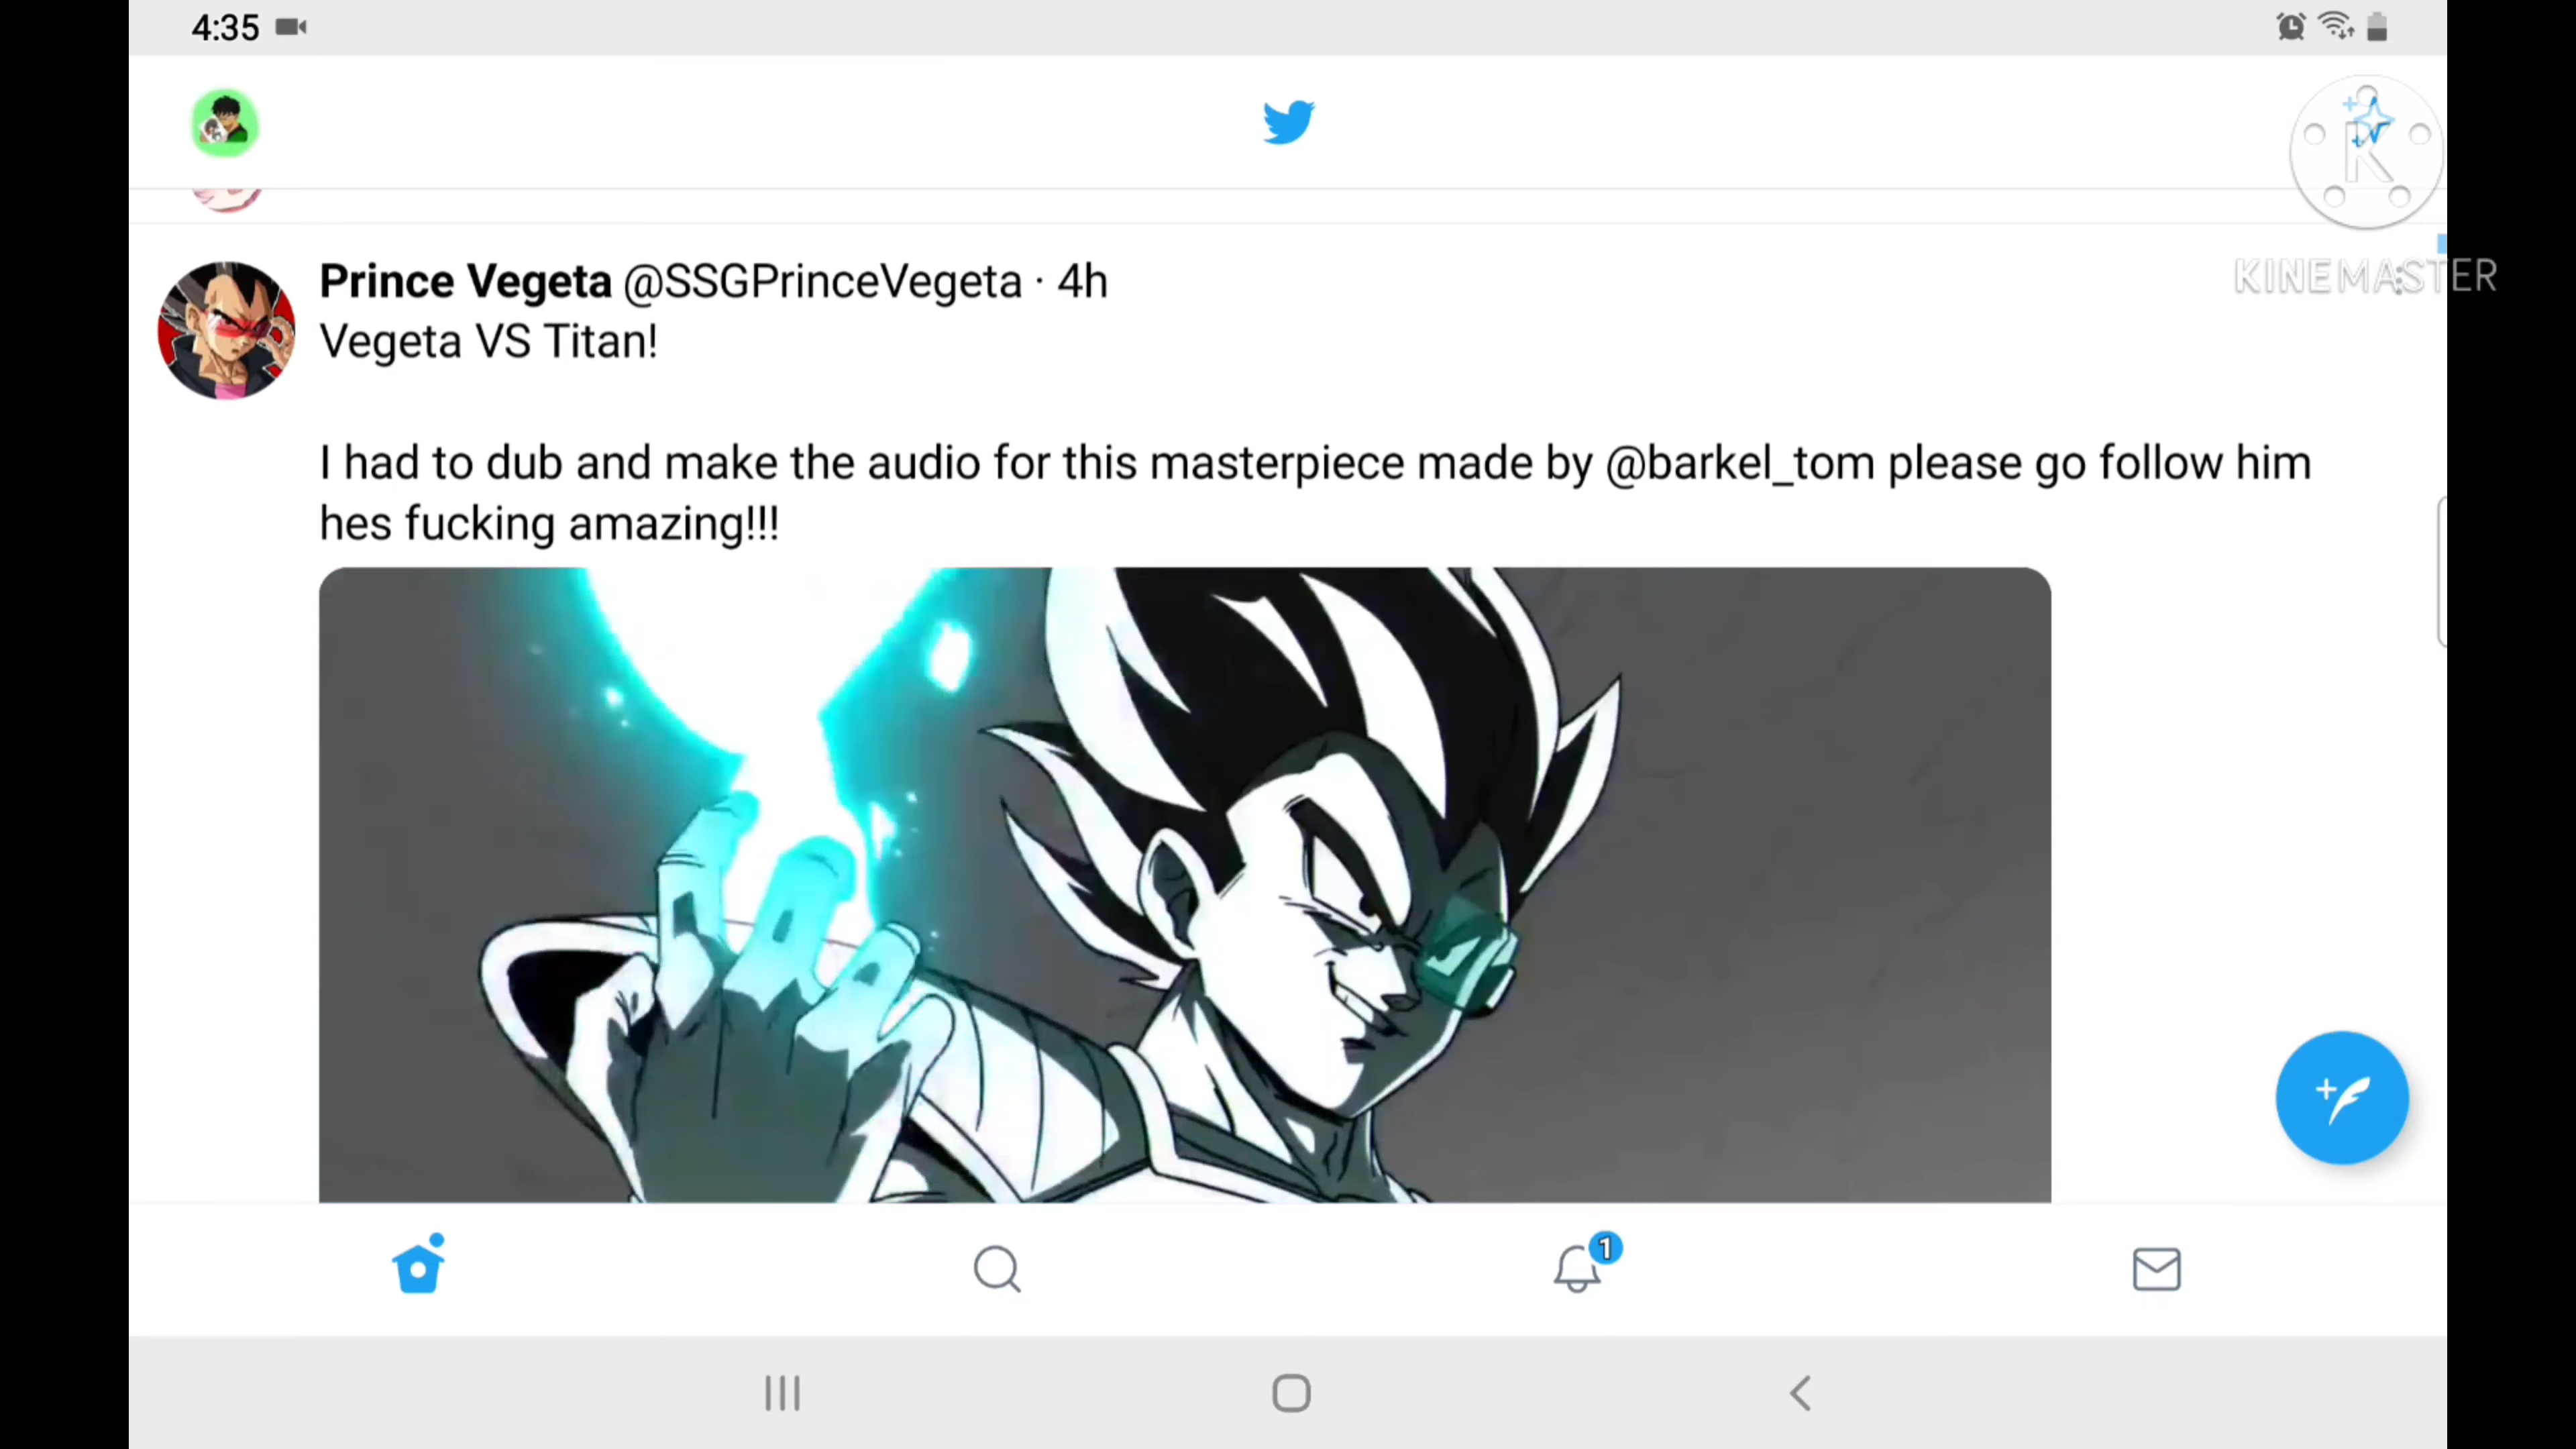 4:35
K
KINEMASTER
Prince Vegeta @SSGPrinceVegeta · 4h
Vegeta VS Titan!
I had to dub and make the audio for this masterpiece made by @barkel_tom please go follow him
hes fucking amazing!!!
1